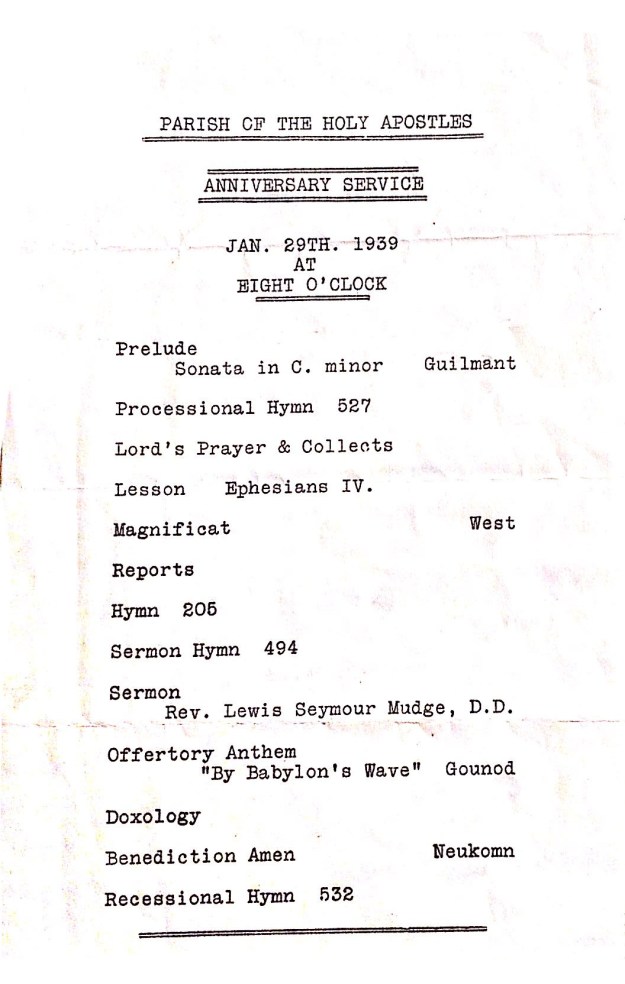 PARISH OF THE HOLY APOSTLES
ANNIVERSARY SERVICE
JAN. 29TH. 1939
AT
EIGHT O'CLOCK
Prelude
Sonata in C. minor Guilmant
Processional Hymn 527
Lord's Prayer & Collects
Lesson Ephesians IV.
Magnificat West
Reports
Hymn 205
Sermon Hymn 494
Sermon
Rev. Lewis Seymour Mudge, D.D.
Offertory Anthem
"By Babylon's Wave" Gounod
Doxology
Benediction Amen Neukomn
Recessional Hymn 532